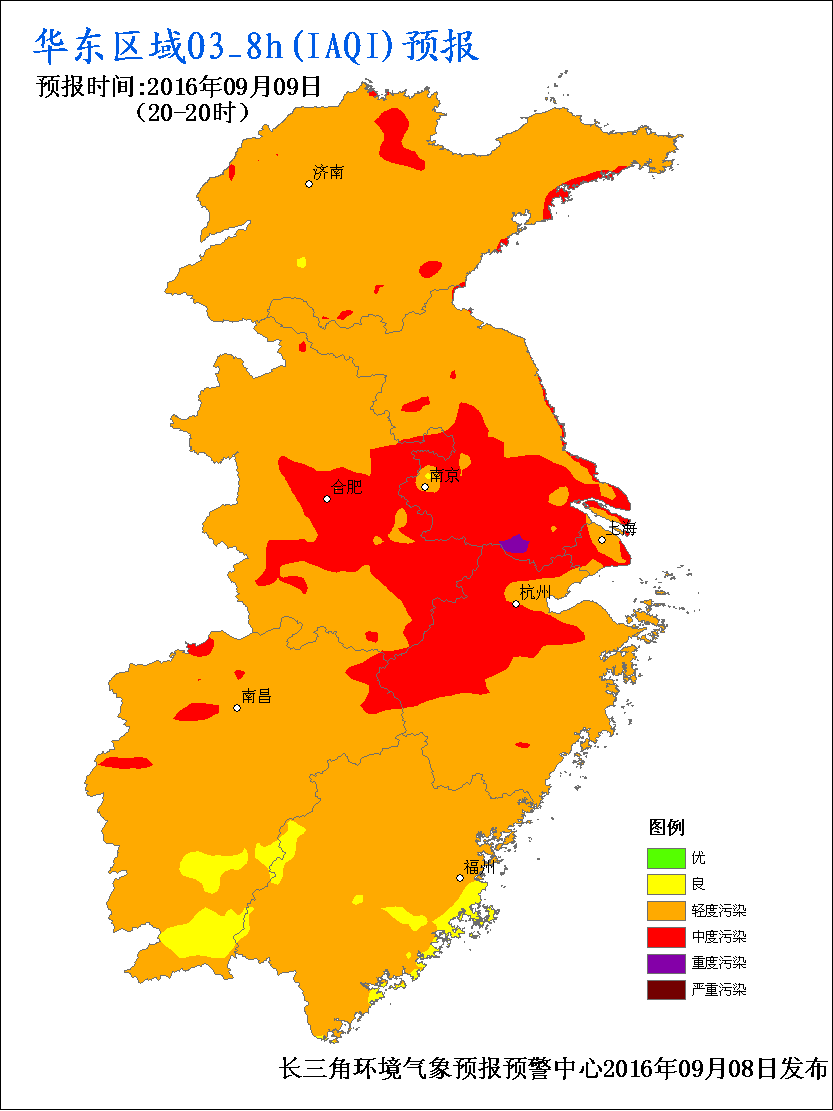 华东区域O3_8h(IAQI)预报
预报时间:2016年09月09日
(20-20时)
济南
南京
合肥
上海
杭州
南昌
福州
图例
优
良
轻度污染
中度污染
重度污染
严重污染
长三角环境气象预报预警中心2016年09月08日发布